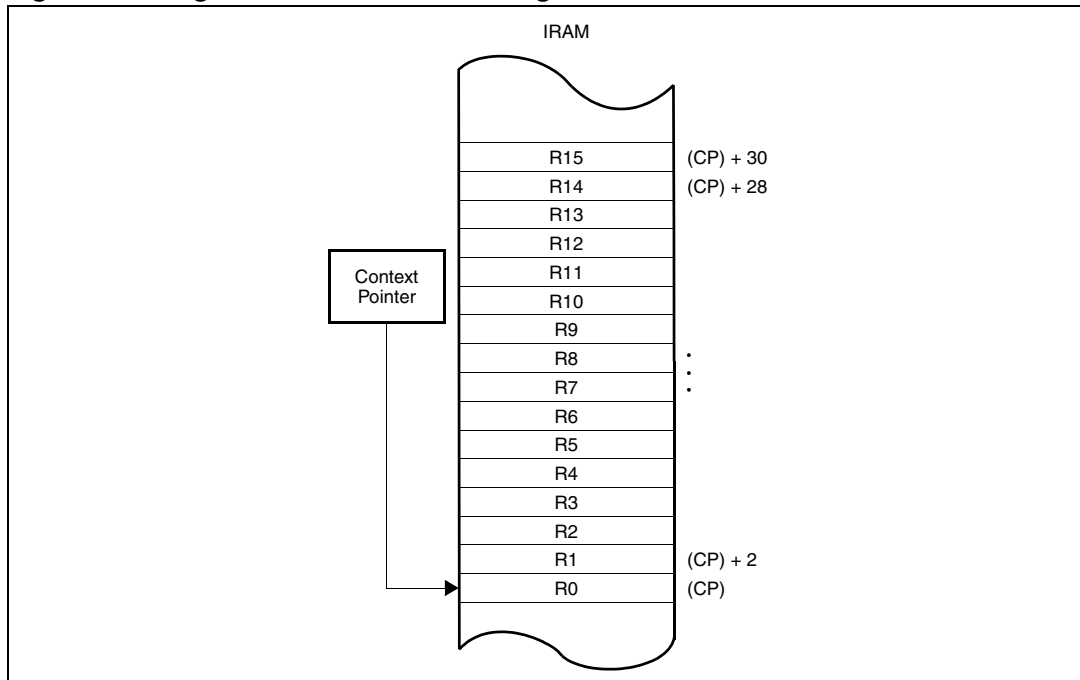 IRAM
R15 (CP) + 30
R14 (CP) + 28
R13
R12
Context
Pointer
R11
R10
R9
R8
R7
R6
R5
R4
R3
R2
R1 (CP) + 2
R0 (CP)